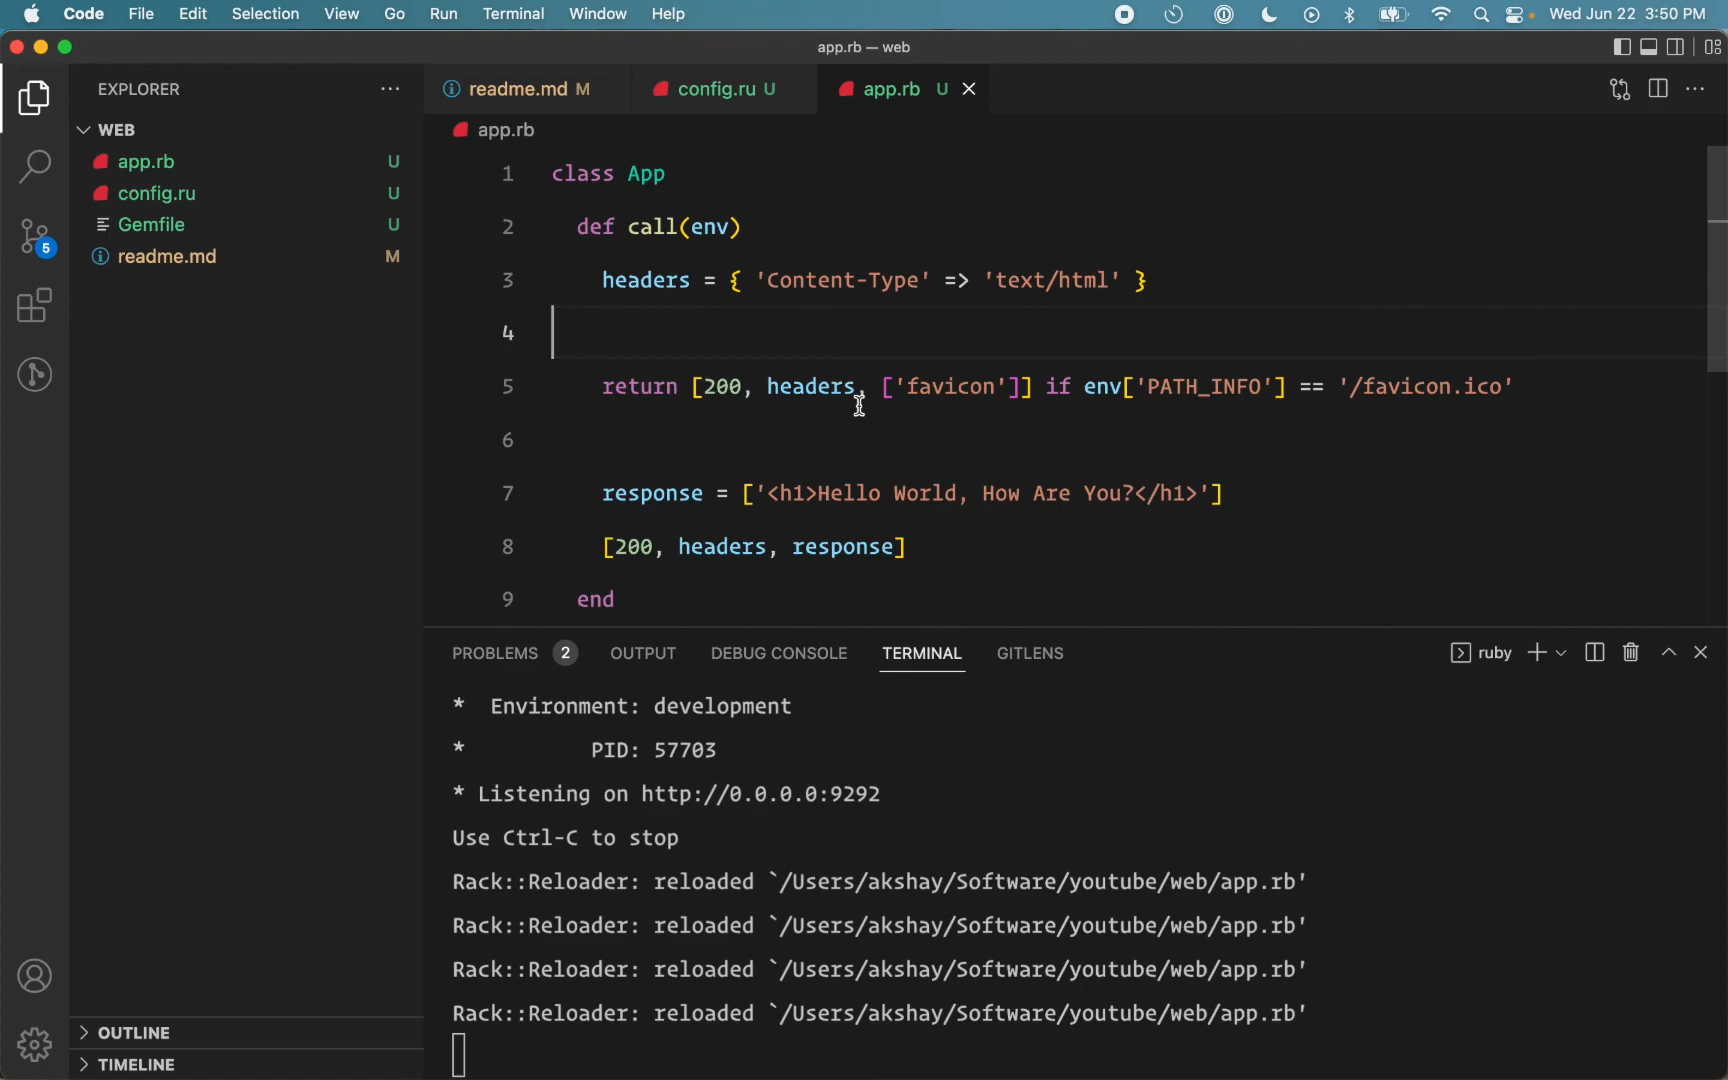 Code File Edit Selection View Go Run Terminal Window Help Wed Jun 22 3:50 PM
app.rb — web
EXPLORER
readme.md M
config.ru U
app.rb U
WEB
app.rb U
config.ru U
Gemfile U
readme.md M
5
app.rb
1 class App
2 def call(env)
3 headers = { 'Content-Type' => 'text/html' }
4
5 return [200, headers, ['favicon']] if env['PATH_INFO'] == '/favicon.ico'
6
7 response = ['<h1>Hello World, How Are You?</h1>']
8 [200, headers, response]
9 end
PROBLEMS 2 OUTPUT DEBUG CONSOLE TERMINAL GITLENS ruby
* Environment: development
* PID: 57703
* Listening on http://0.0.0.0:9292
Use Ctrl-C to stop
Rack::Reloader: reloaded `/Users/akshay/Software/youtube/web/app.rb'
Rack::Reloader: reloaded `/Users/akshay/Software/youtube/web/app.rb'
Rack::Reloader: reloaded `/Users/akshay/Software/youtube/web/app.rb'
Rack::Reloader: reloaded `/Users/akshay/Software/youtube/web/app.rb'
OUTLINE
TIMELINE